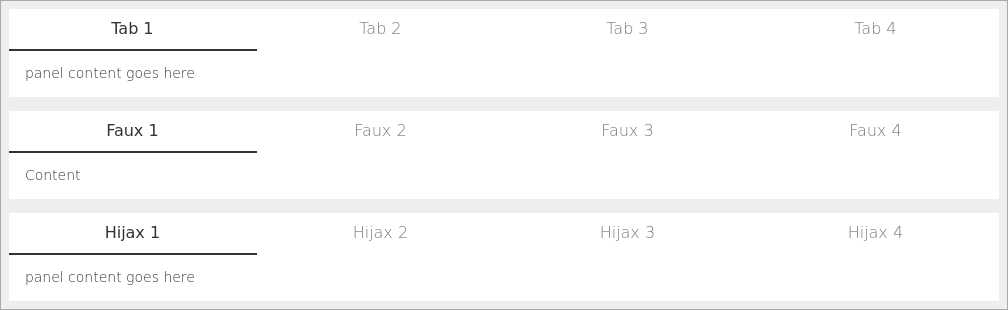 Tab 1 Tab 2 Tab 3 Tab 4
panel content goes here
Faux 1 Faux 2 Faux 3 Faux 4
Content
Hijax 1 Hijax 2 Hijax 3 Hijax 4
panel content goes here